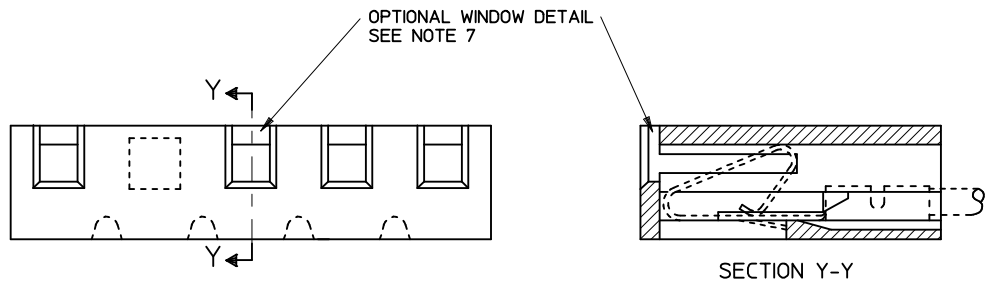 OPTIONAL WINDOW DETAIL
SEE NOTE 7
Y
Y
SECTION Y-Y